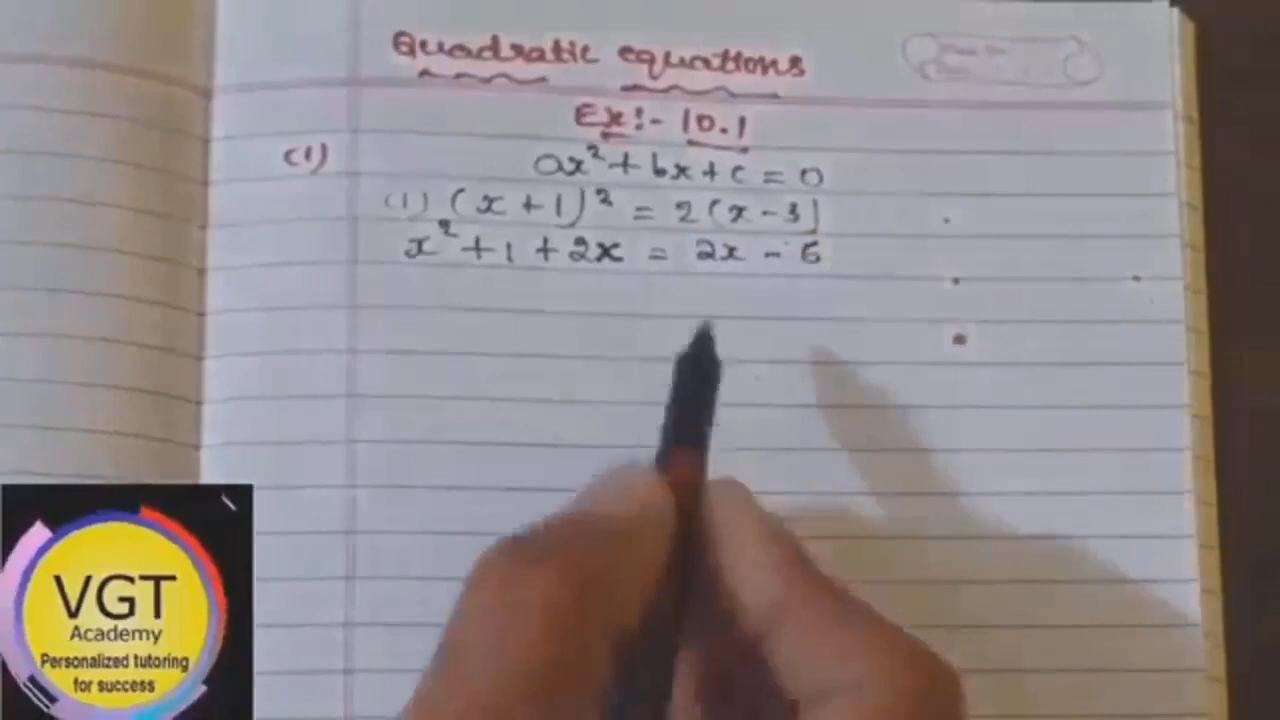 Quadratic equations
Ex:- 10.1
(1) ax² + bx + c = 0
(1) (x + 1)² = 2(x - 3)
x² + 1 + 2x = 2x - 6
VGT
Academy
Personalized tutoring
for success